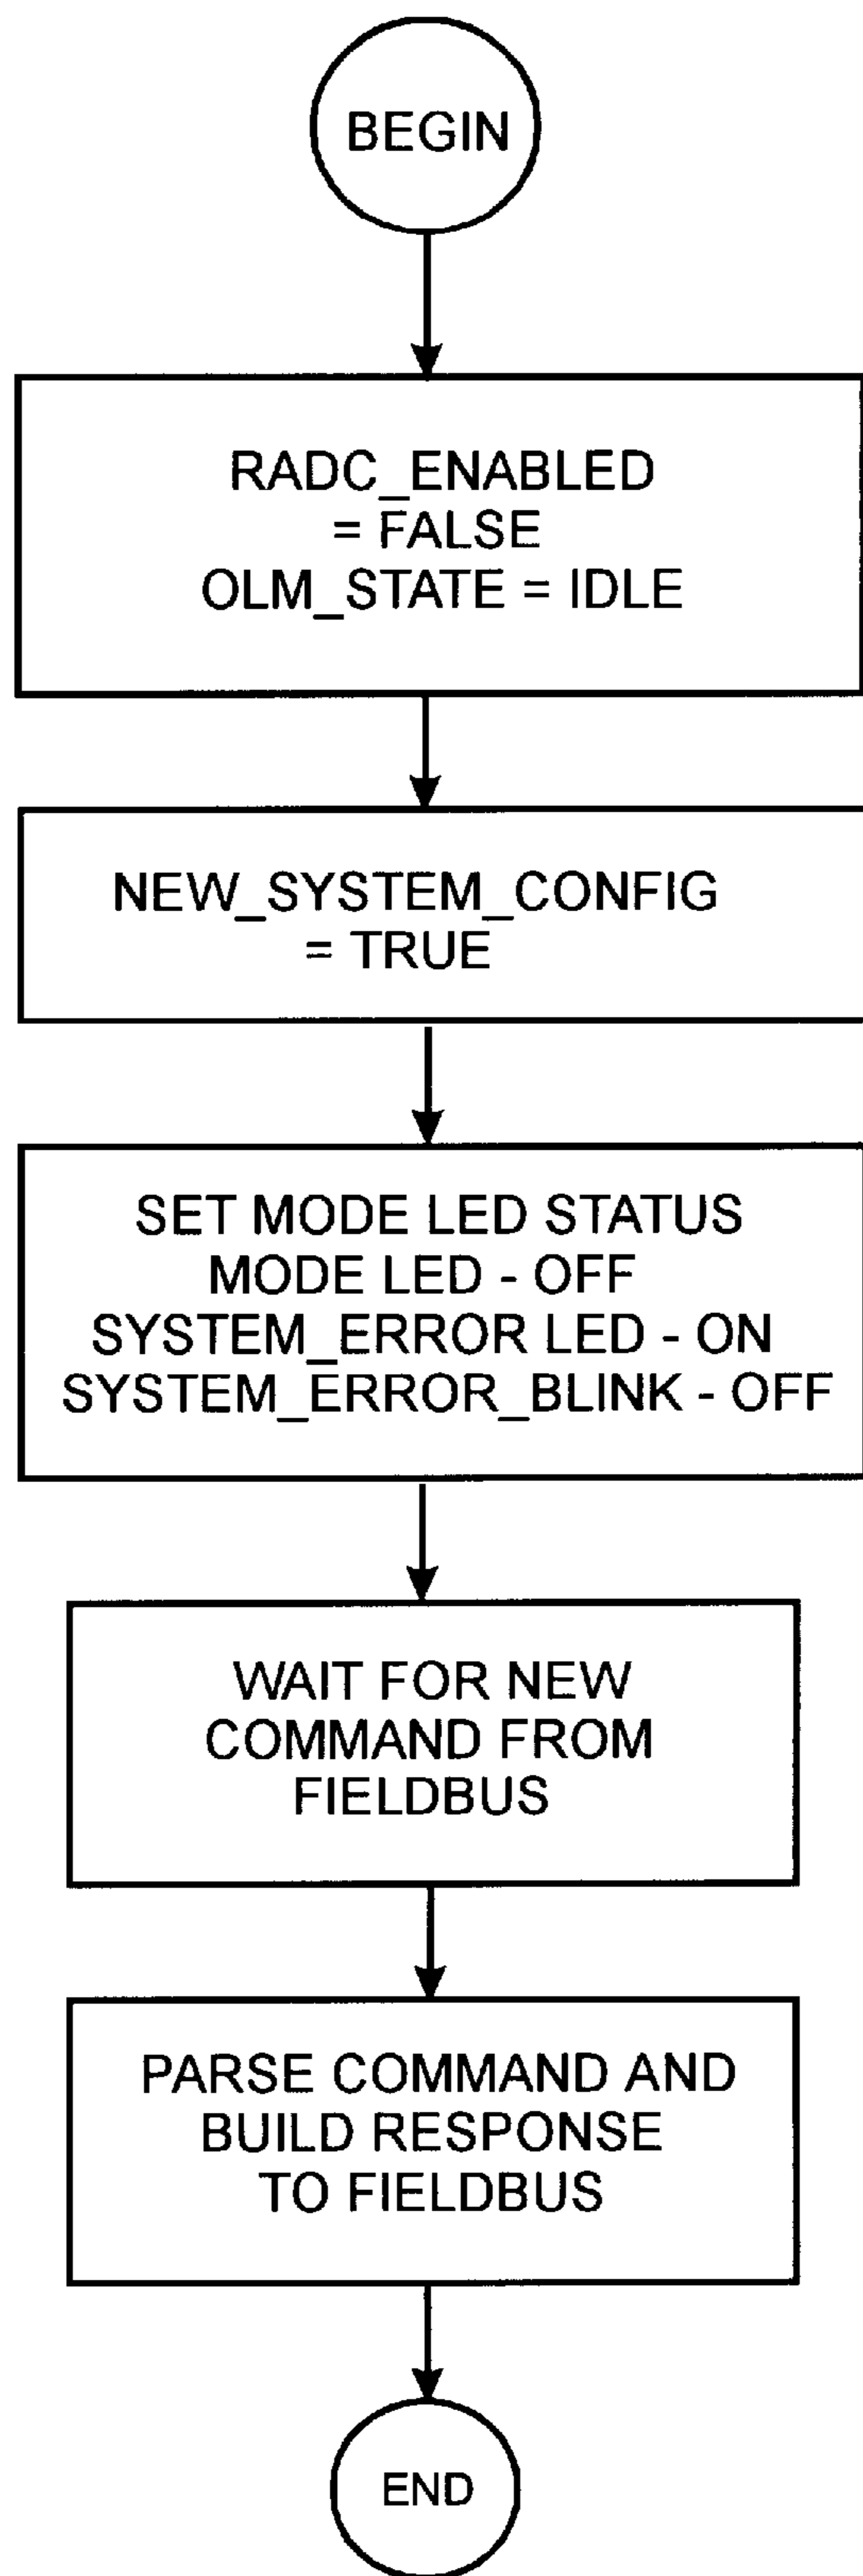 BEGIN
RADC_ENABLED
= FALSE
OLM_STATE = IDLE
NEW_SYSTEM_CONFIG
= TRUE
SET MODE LED STATUS
MODE LED - OFF
SYSTEM_ERROR LED - ON
SYSTEM_ERROR_BLINK - OFF
WAIT FOR NEW
COMMAND FROM
FIELDBUS
PARSE COMMAND AND
BUILD RESPONSE
TO FIELDBUS
END